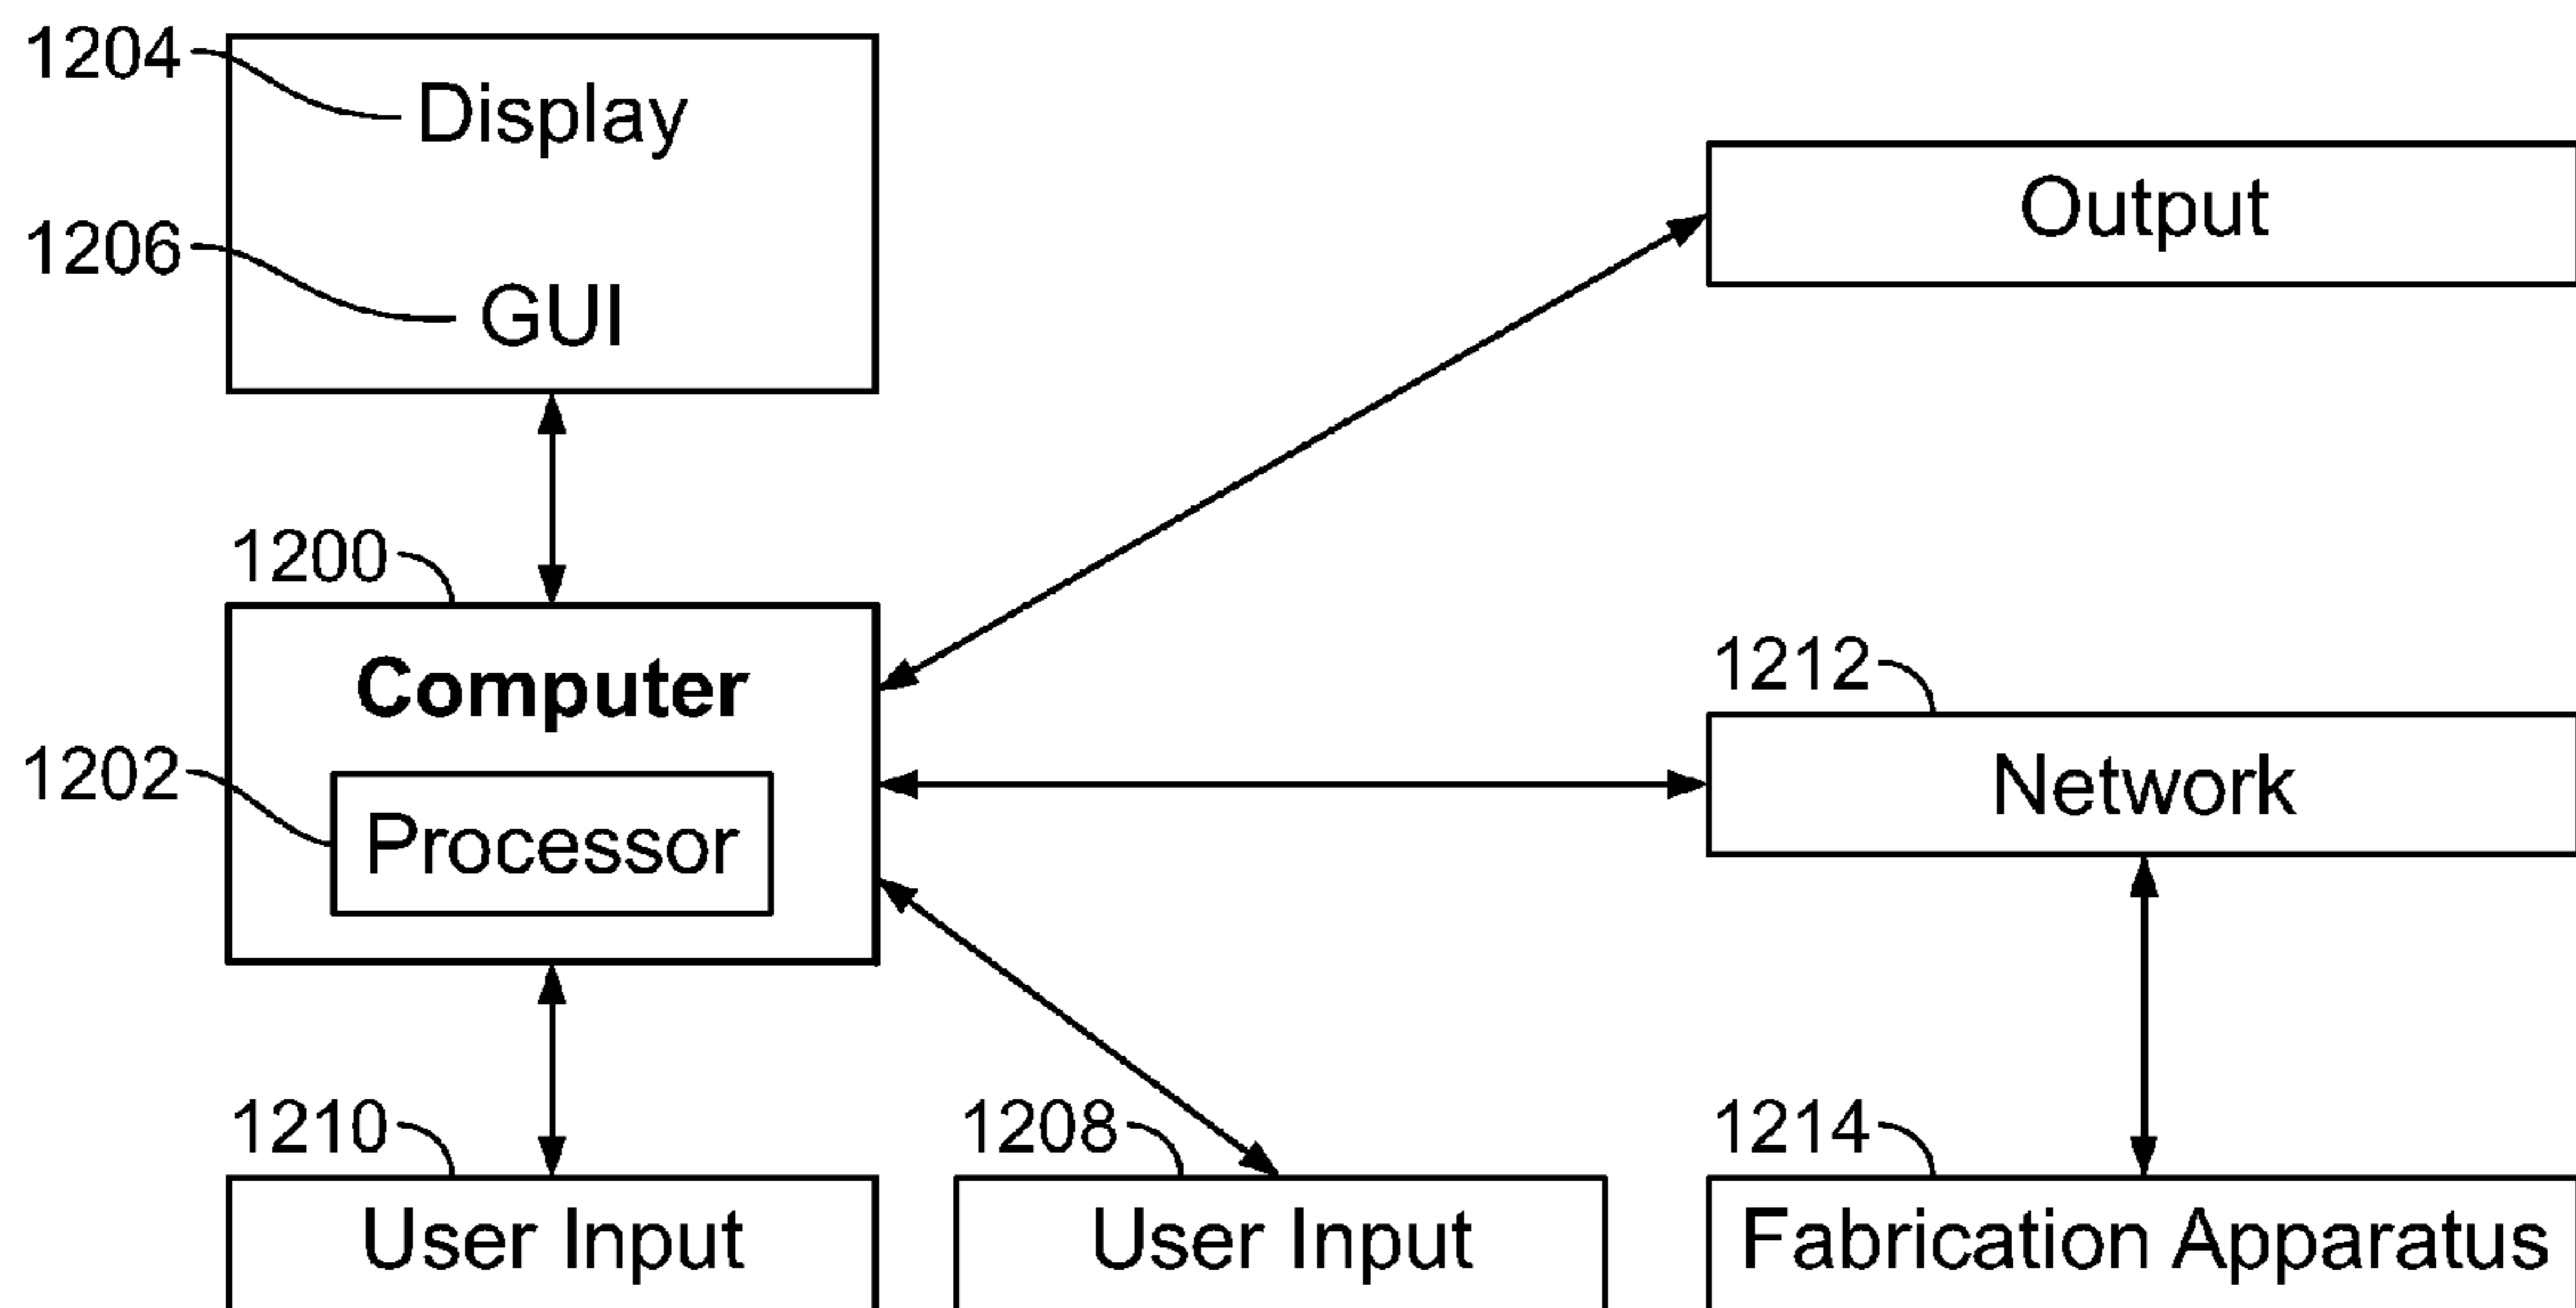 1204
Display
1206
GUI
Output
1200
Computer
1202
Processor
1212
Network
1210
User Input
1208
User Input
1214
Fabrication Apparatus